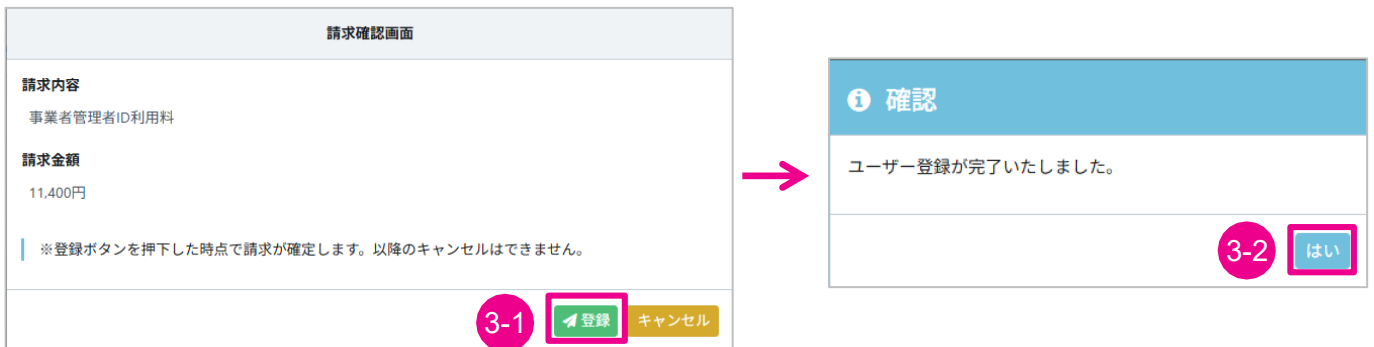 請求確認画面
請求内容
事業者管理者ID利用料
請求金額
11,400円
※登録ボタンを押下した時点で請求が確定します。以降のキャンセルはできません。
3-1
登録
キャンセル
確認
ユーザー登録が完了いたしました。
3-2
はい